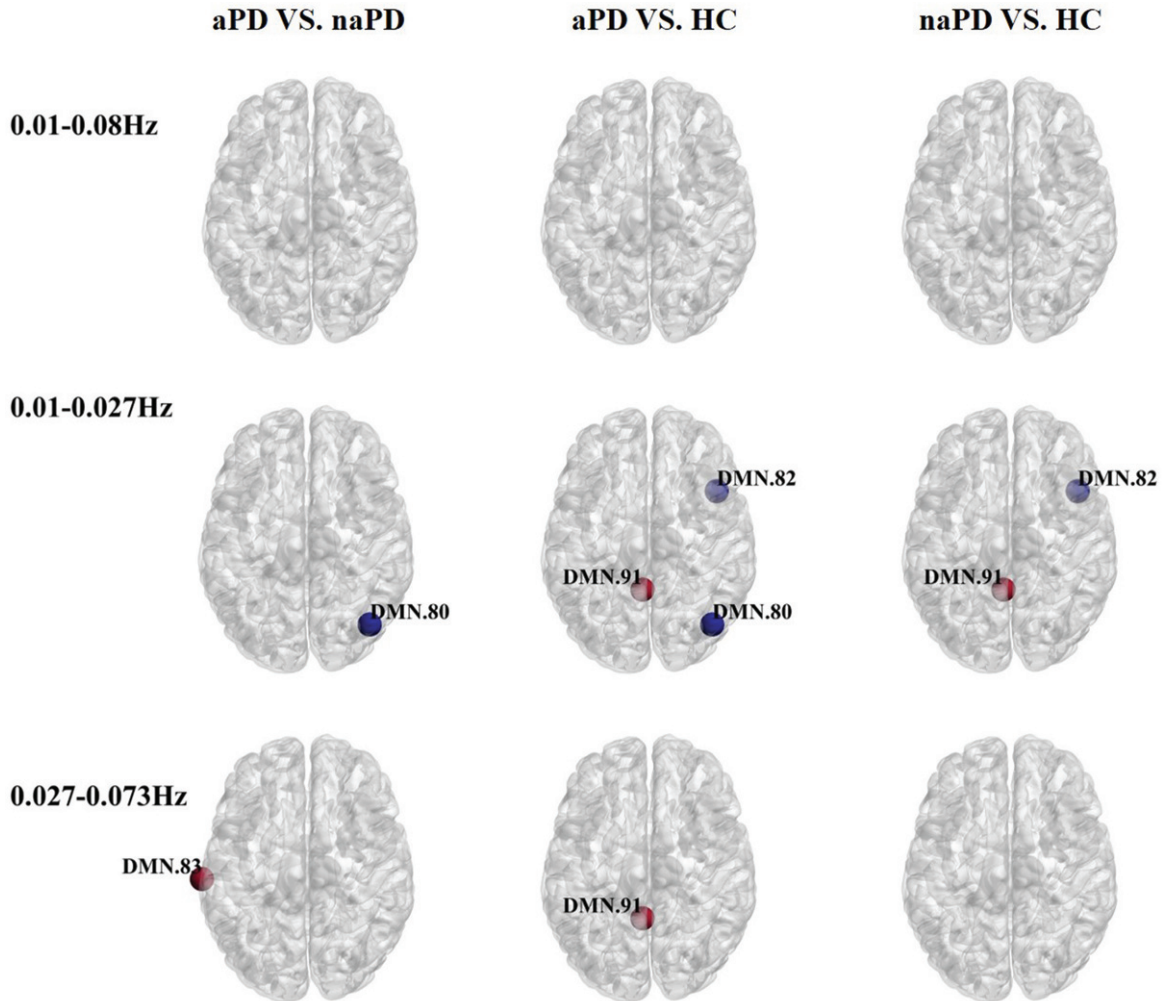 aPD VS. naPD
aPD VS. HC
naPD VS. HC
0.01-0.08Hz
0.01-0.027Hz
DMN.80
DMN.82
DMN.91
DMN.80
DMN.82
DMN.91
0.027-0.073Hz
DMN.83
DMN.91